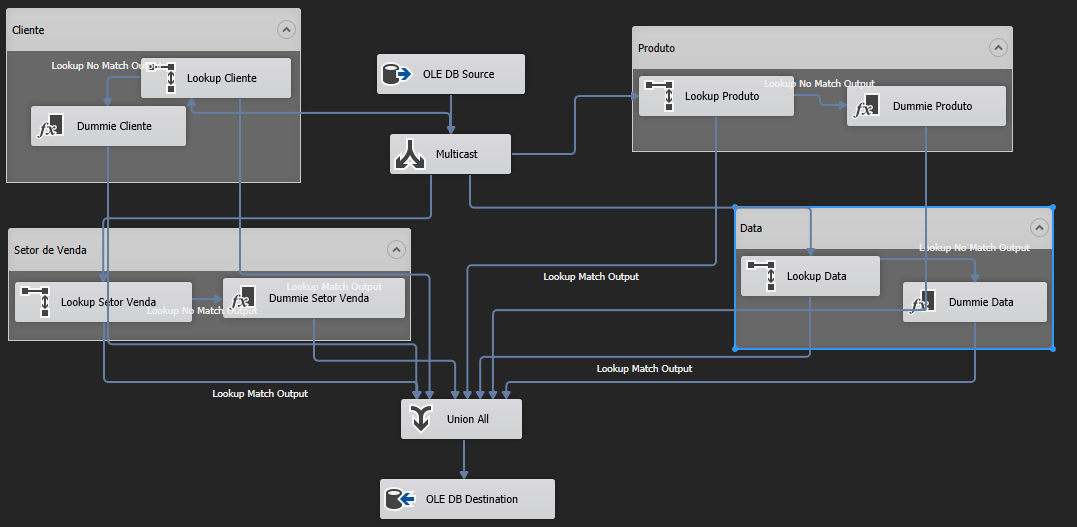 Cliente
Lookup No Match Output
Lookup Cliente
Dummie Cliente
OLE DB Source
Multicast
Produto
Lookup No Match Output
Lookup Produto
Dummie Produto
Setor de Venda
Lookup Setor Venda
Lookup No Match Output
Dummie Setor Venda
Lookup Match Output
Lookup Match Output
Data
Lookup No Match Output
Lookup Data
Dummie Data
Lookup Match Output
Lookup Match Output
Union All
OLE DB Destination